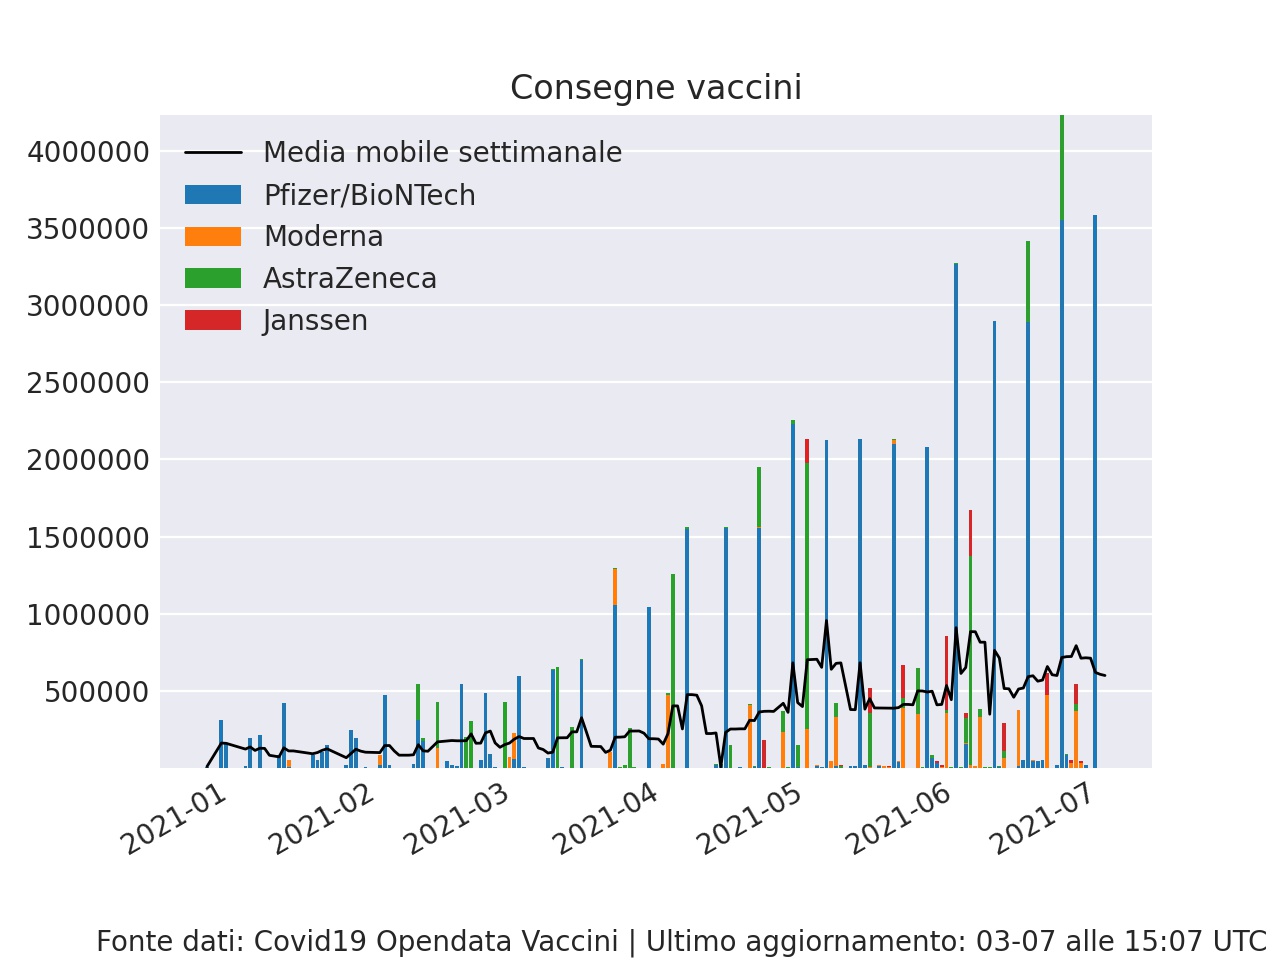 Consegne vaccini
Media mobile settimanale
Pfizer/BioNTech
Moderna
AstraZeneca
Janssen
4000000
3500000
3000000
2500000
2000000
1500000
1000000
500000
2021-01
2021-02
2021-03
2021-04
2021-05
2021-06
2021-07
Fonte dati: Covid19 Opendata Vaccini | Ultimo aggiornamento: 03-07 alle 15:07 UTC